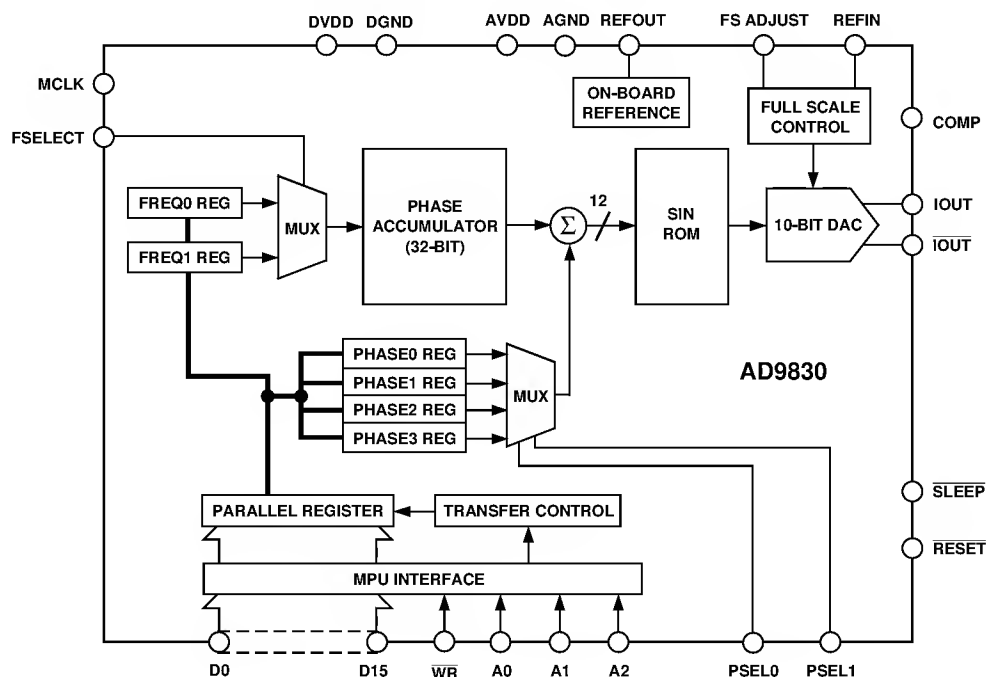 DVDD DGND AVDD AGND REFOUT FS ADJUST REFIN
MCLK
ON-BOARD
REFERENCE
FULL SCALE
CONTROL
COMP
FSELECT
FREQ0 REG
MUX
PHASE
ACCUMULATOR
(32-BIT)
Σ
12
SIN
ROM
10-BIT DAC
IOUT
IOUT
FREQ1 REG
PHASE0 REG
PHASE1 REG
PHASE2 REG
PHASE3 REG
MUX
AD9830
SLEEP
RESET
PARALLEL REGISTER
TRANSFER CONTROL
MPU INTERFACE
D0 D15 WR A0 A1 A2 PSEL0 PSEL1